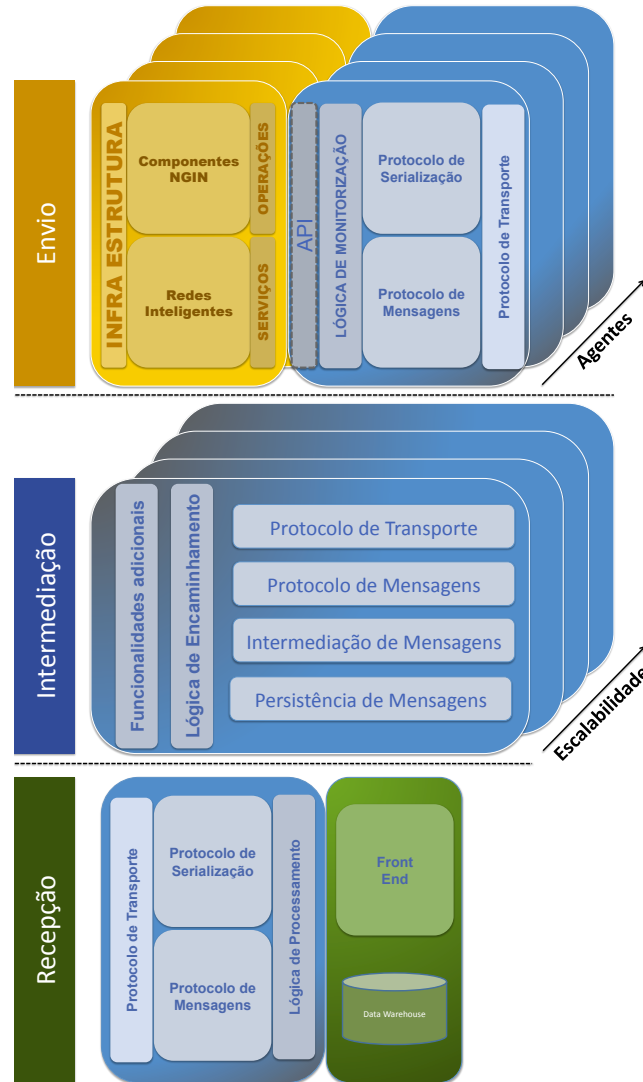 Envio
INFRA ESTRUTURA
Componentes
NGIN
Redes
Inteligentes
OPERAÇÕES
SERVIÇOS
API
LÓGICA DE MONITORIZAÇÃO
Protocolo de
Serialização
Protocolo de
Mensagens
Protocolo de Transporte
Agentes
Intermediação
Funcionalidades adicionais
Lógica de Encaminhamento
Protocolo de Transporte
Protocolo de Mensagens
Intermediação de Mensagens
Persistência de Mensagens
Escalabilidade
Recepção
Protocolo de Transporte
Protocolo de
Serialização
Protocolo de
Mensagens
Lógica de Processamento
Front
End
Data Warehouse